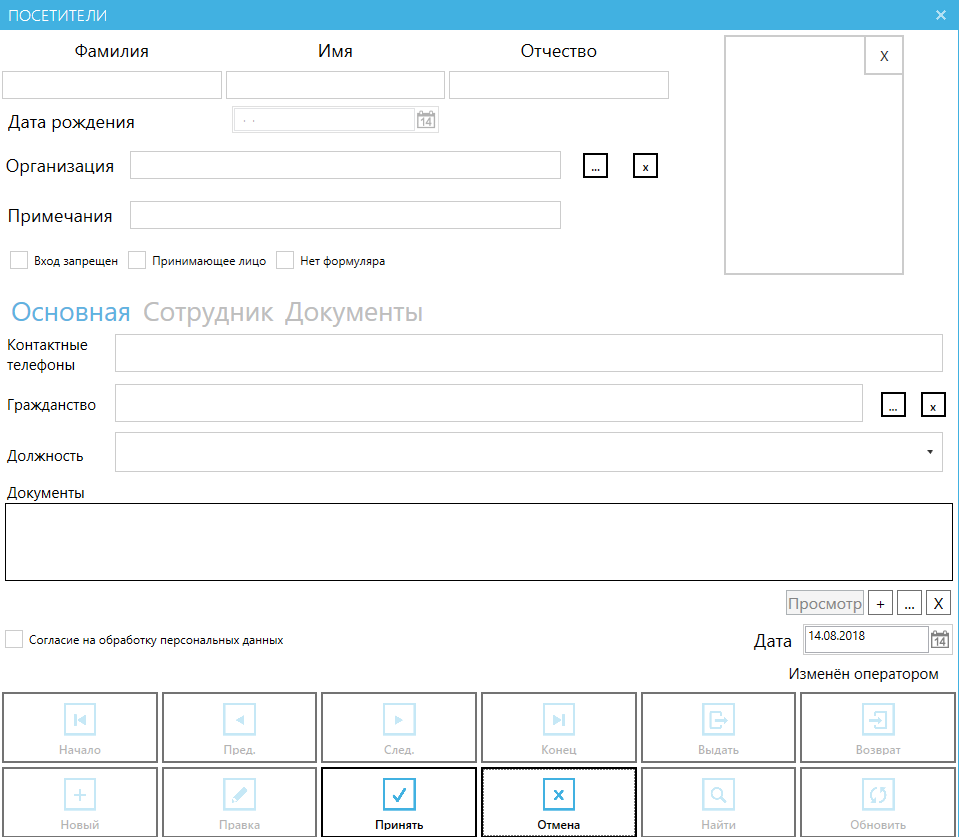 ПОСЕТИТЕЛИ
Фамилия Имя Отчество
X
Дата рождения . . 14
Организация ... x
Примечания
Вход запрещен Принимающее лицо Нет формуляра
Основная Сотрудник Документы
Контактные
телефоны
Гражданство ... x
Должность
Документы
Просмотр + ... X
Согласие на обработку персональных данных
Дата 14.08.2018 14
Изменён оператором
Начало Пред. След. Конец Выдать Возврат
Новый Правка Принять Отмена Найти Обновить